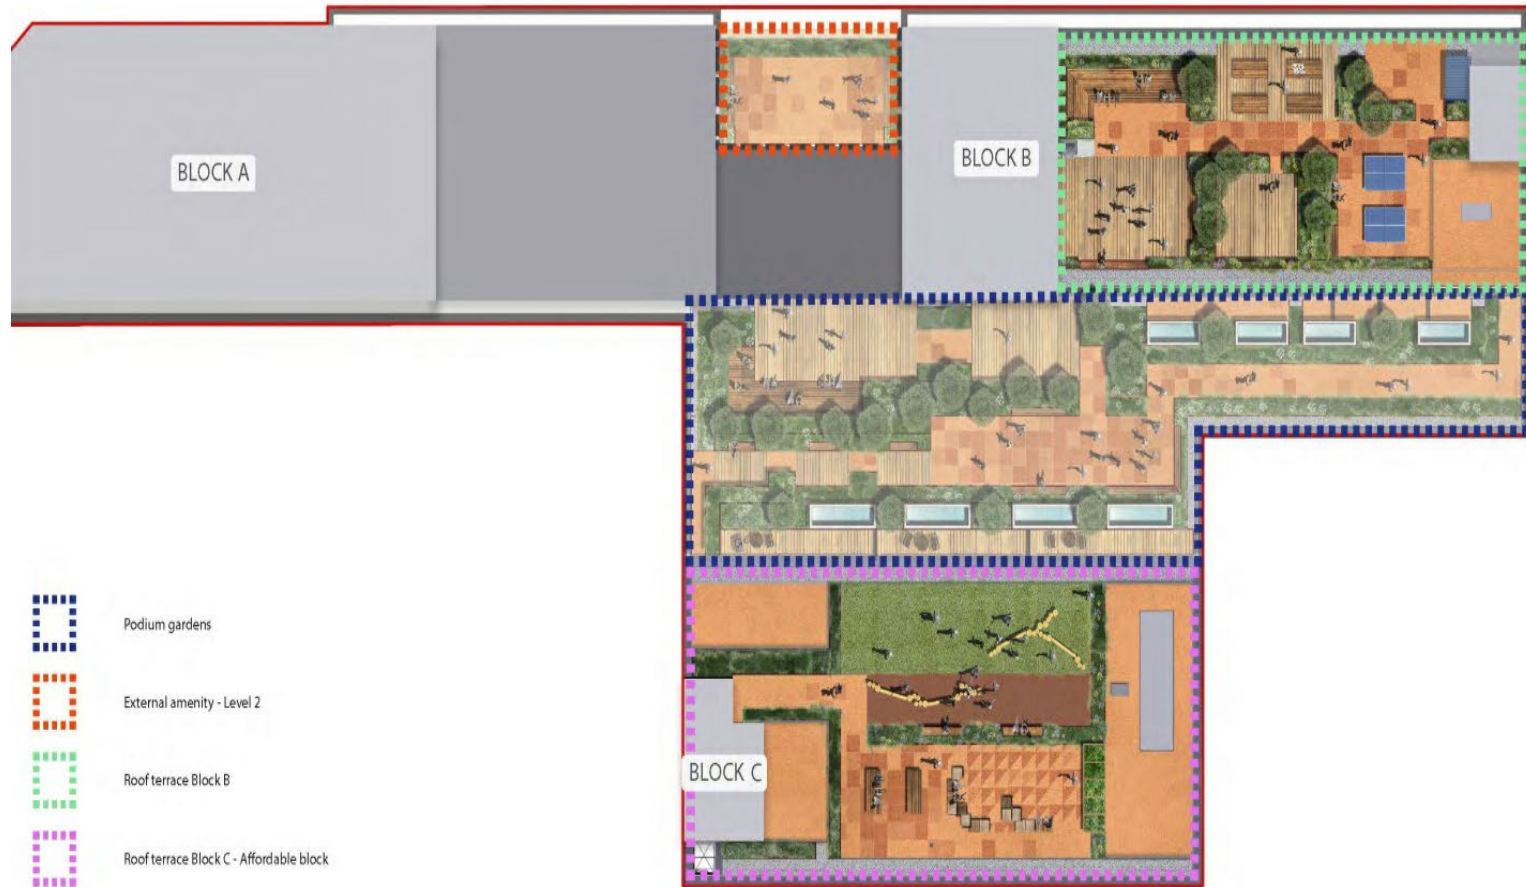 BLOCK A
BLOCK B
Podium gardens
External amenity - Level 2
Roof terrace Block B
BLOCK C
Roof terrace Block C - Affordable block